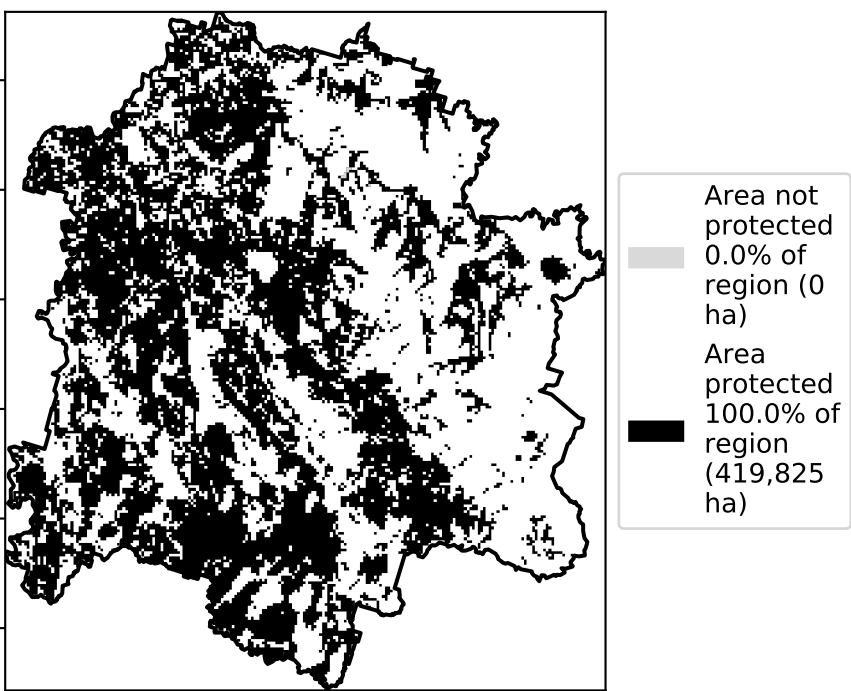 Area not
protected
0.0% of
region (0
ha)
Area
protected
100.0% of
region
(419,825
ha)